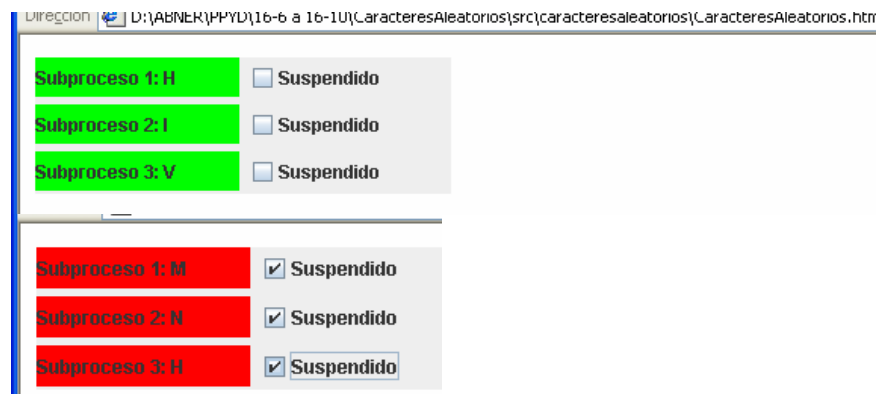 Dirección D:\ABNER\PPYD\16-6 a 16-10\CaracteresAleatorios\src\caracteresaleatorios\CaracteresAleatorios.htm
Subproceso 1: H Suspendido
Subproceso 2: I Suspendido
Subproceso 3: V Suspendido
Subproceso 1: M Suspendido
Subproceso 2: N Suspendido
Subproceso 3: H Suspendido